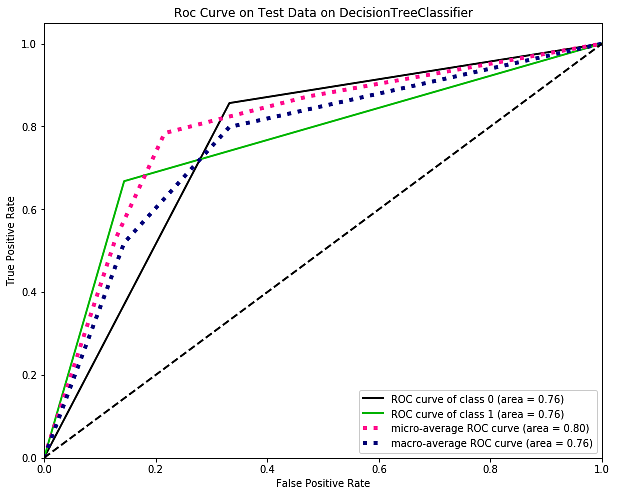 Roc Curve on Test Data on DecisionTreeClassifier
1.0
0.8
0.6
0.4
0.2
0.0
True Positive Rate
ROC curve of class 0 (area = 0.76)
ROC curve of class 1 (area = 0.76)
micro-average ROC curve (area = 0.80)
macro-average ROC curve (area = 0.76)
0.0 0.2 0.4 0.6 0.8 1.0
False Positive Rate